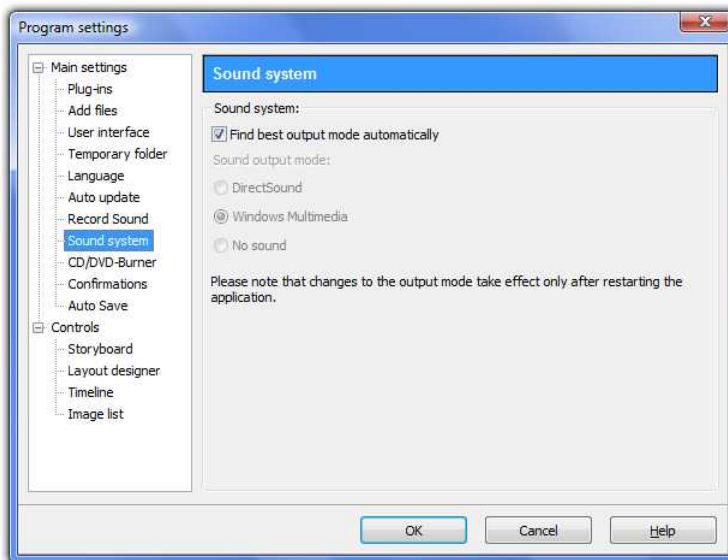 Program settings
Main settings
Plug-ins
Add files
User interface
Temporary folder
Language
Auto update
Record Sound
Sound system
CD/DVD-Burner
Confirmations
Auto Save
Controls
Storyboard
Layout designer
Timeline
Image list
Sound system
Sound system:
Find best output mode automatically
Sound output mode:
DirectSound
Windows Multimedia
No sound
Please note that changes to the output mode take effect only after restarting the
application.
OK
Cancel
Help